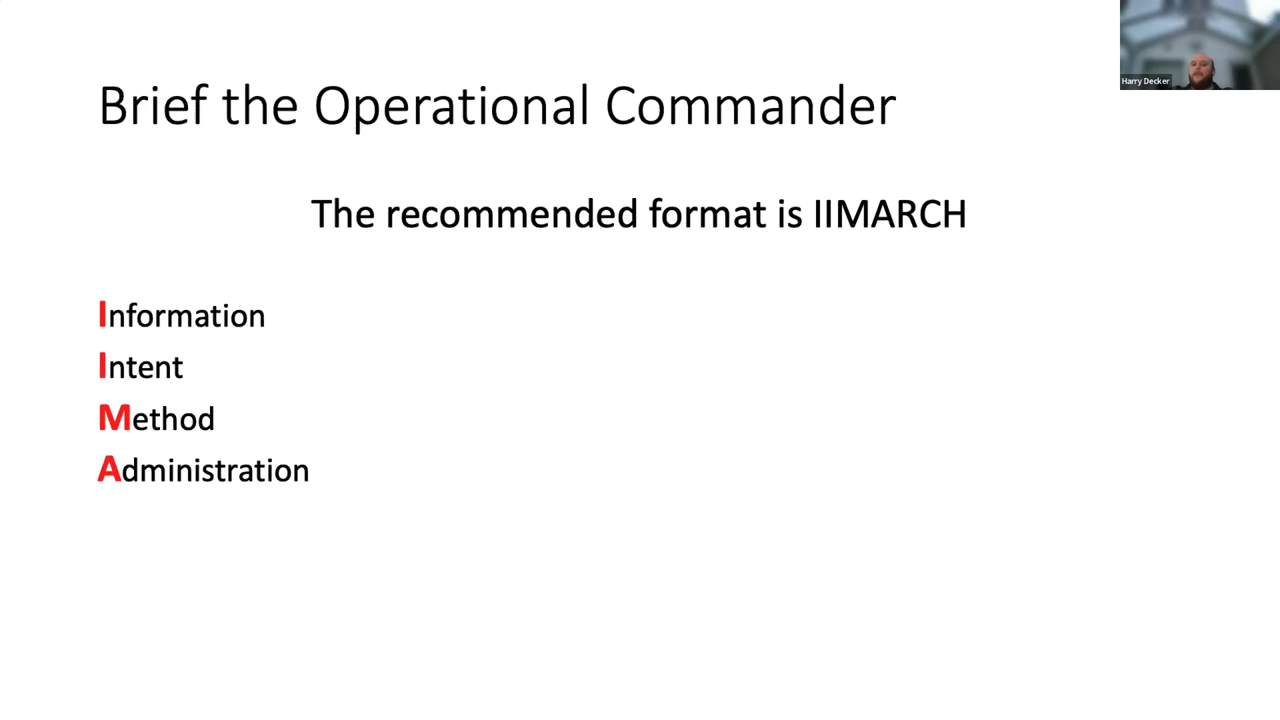 Harry Decker
Brief the Operational Commander
The recommended format is IIMARCH
Information
Intent
Method
Administration